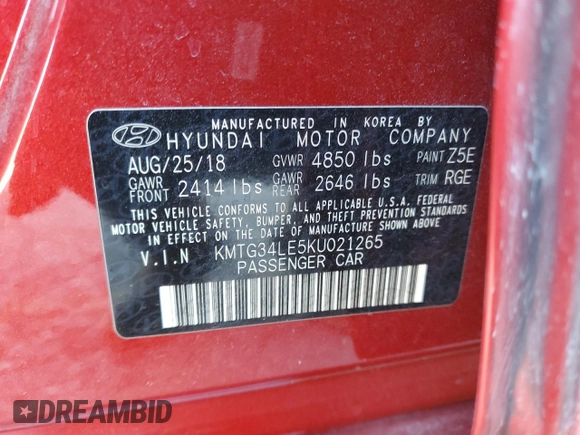 MANUFACTURED IN KOREA BY
HYUNDAI MOTOR COMPANY
AUG/25/18 GVWR 4850 lbs PAINT Z5E
GAWR FRONT 2414 lbs GAWR REAR 2646 lbs TRIM RGE
THIS VEHICLE CONFORMS TO ALL APPLICABLE U.S.A. FEDERAL
MOTOR VEHICLE SAFETY, BUMPER, AND THEFT PREVENTION STANDARDS
IN EFFECT ON THE DATE OF MANUFACTURE SHOWN ABOVE.
V.I.N KMTG34LE5KU021265
PASSENGER CAR
DREAMBID